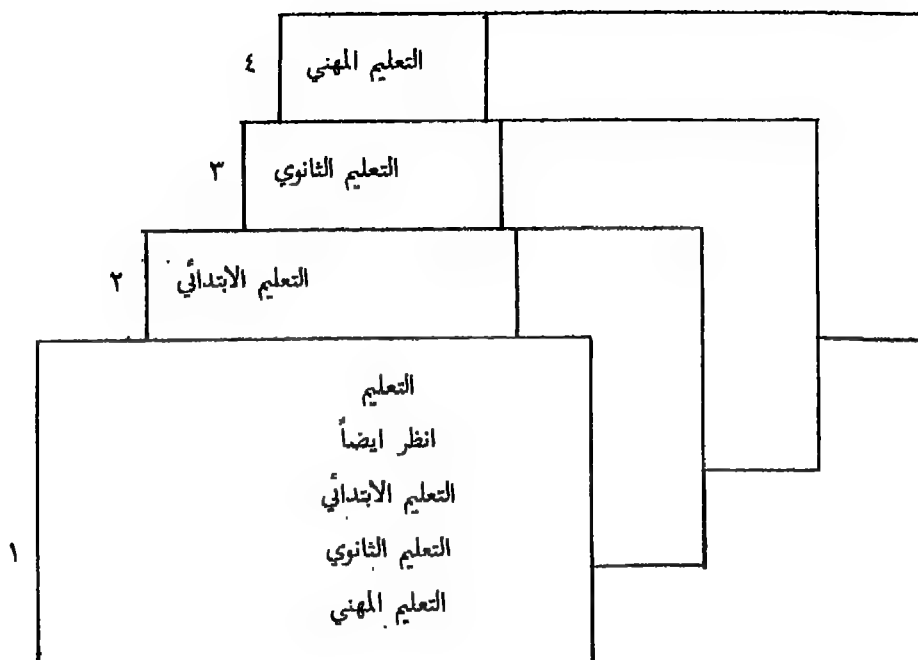 ٤ التعليم المهني
٣ التعليم الثانوي
٢ التعليم الابتدائي
التعليم
انظر ايضاً
التعليم الابتدائي
١ التعليم الثانوي
التعليم المهني